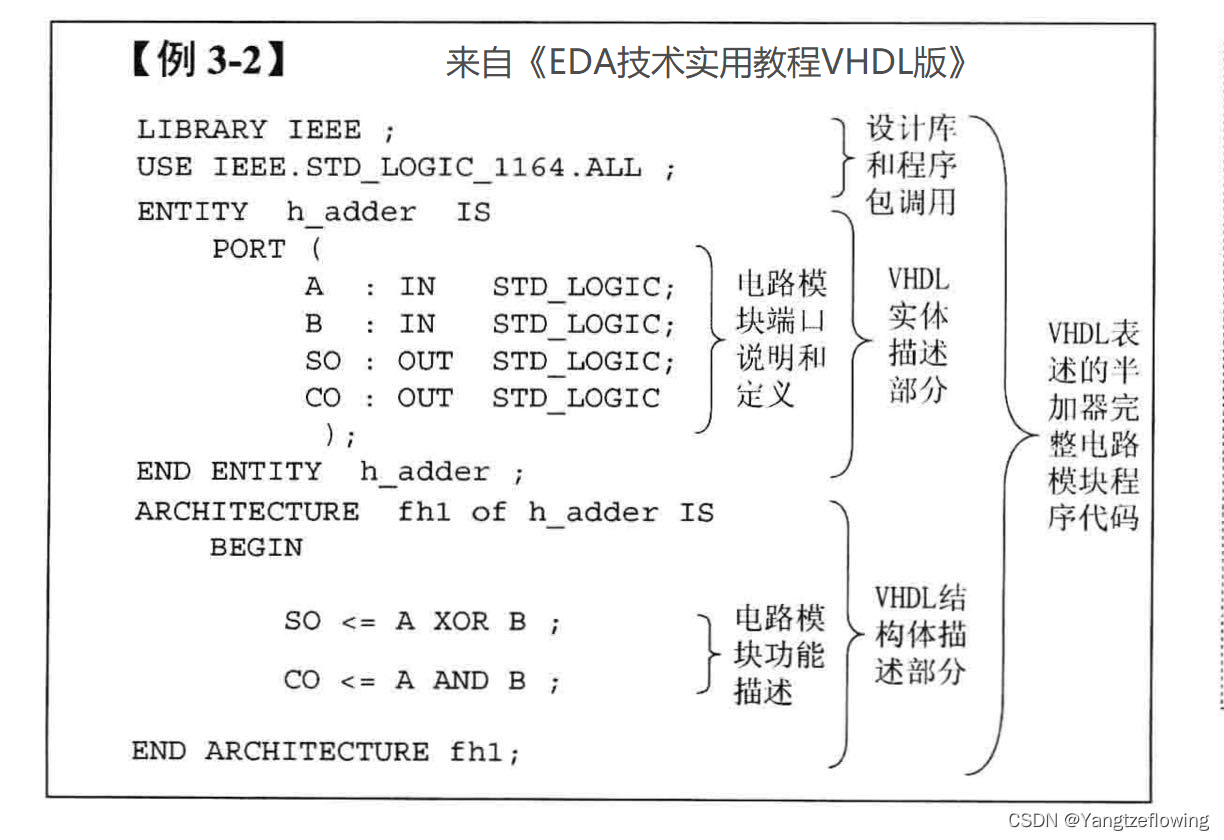 【例 3-2】
来自《EDA技术实用教程VHDL版》
LIBRARY IEEE ;
USE IEEE.STD_LOGIC_1164.ALL ;
ENTITY h_adder IS
PORT (
A : IN STD_LOGIC;
B : IN STD_LOGIC;
SO : OUT STD_LOGIC;
CO : OUT STD_LOGIC
);
END ENTITY h_adder ;
ARCHITECTURE fh1 of h_adder IS
BEGIN
SO <= A XOR B ;
CO <= A AND B ;
END ARCHITECTURE fh1;
设计库
和程序
包调用
电路模
块端口
说明和
定义
VHDL
实体
描述
部分
电路模
块功能
描述
VHDL结
构体描
述部分
VHDL表
述的半
加器完
整电路
模块程
序代码
CSDN @Yangtzeflowing